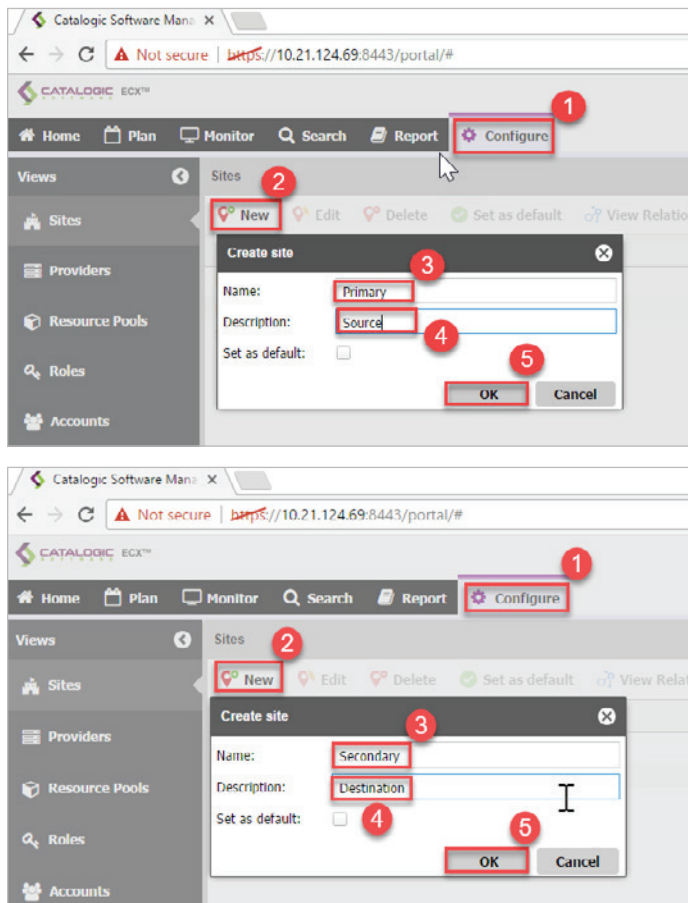 Catalogic Software Mana
Not secure | https://10.21.124.69:8443/portal/#
CATALOGIC ECX™
1
Home Plan Monitor Search Report Configure
Views Sites
2
Sites New Edit Delete Set as default View Relation
Create site
3
Providers
Name: Primary
Resource Pools Description: Source
4
Set as default:
5
Roles
OK Cancel
Accounts
Catalogic Software Mana
Not secure | https://10.21.124.69:8443/portal/#
CATALOGIC ECX™
1
Home Plan Monitor Search Report Configure
Views Sites
2
Sites New Edit Delete Set as default View Rela
Create site
3
Providers
Name: Secondary
Resource Pools Description: Destination
Set as default: 4
5
Roles
OK Cancel
Accounts